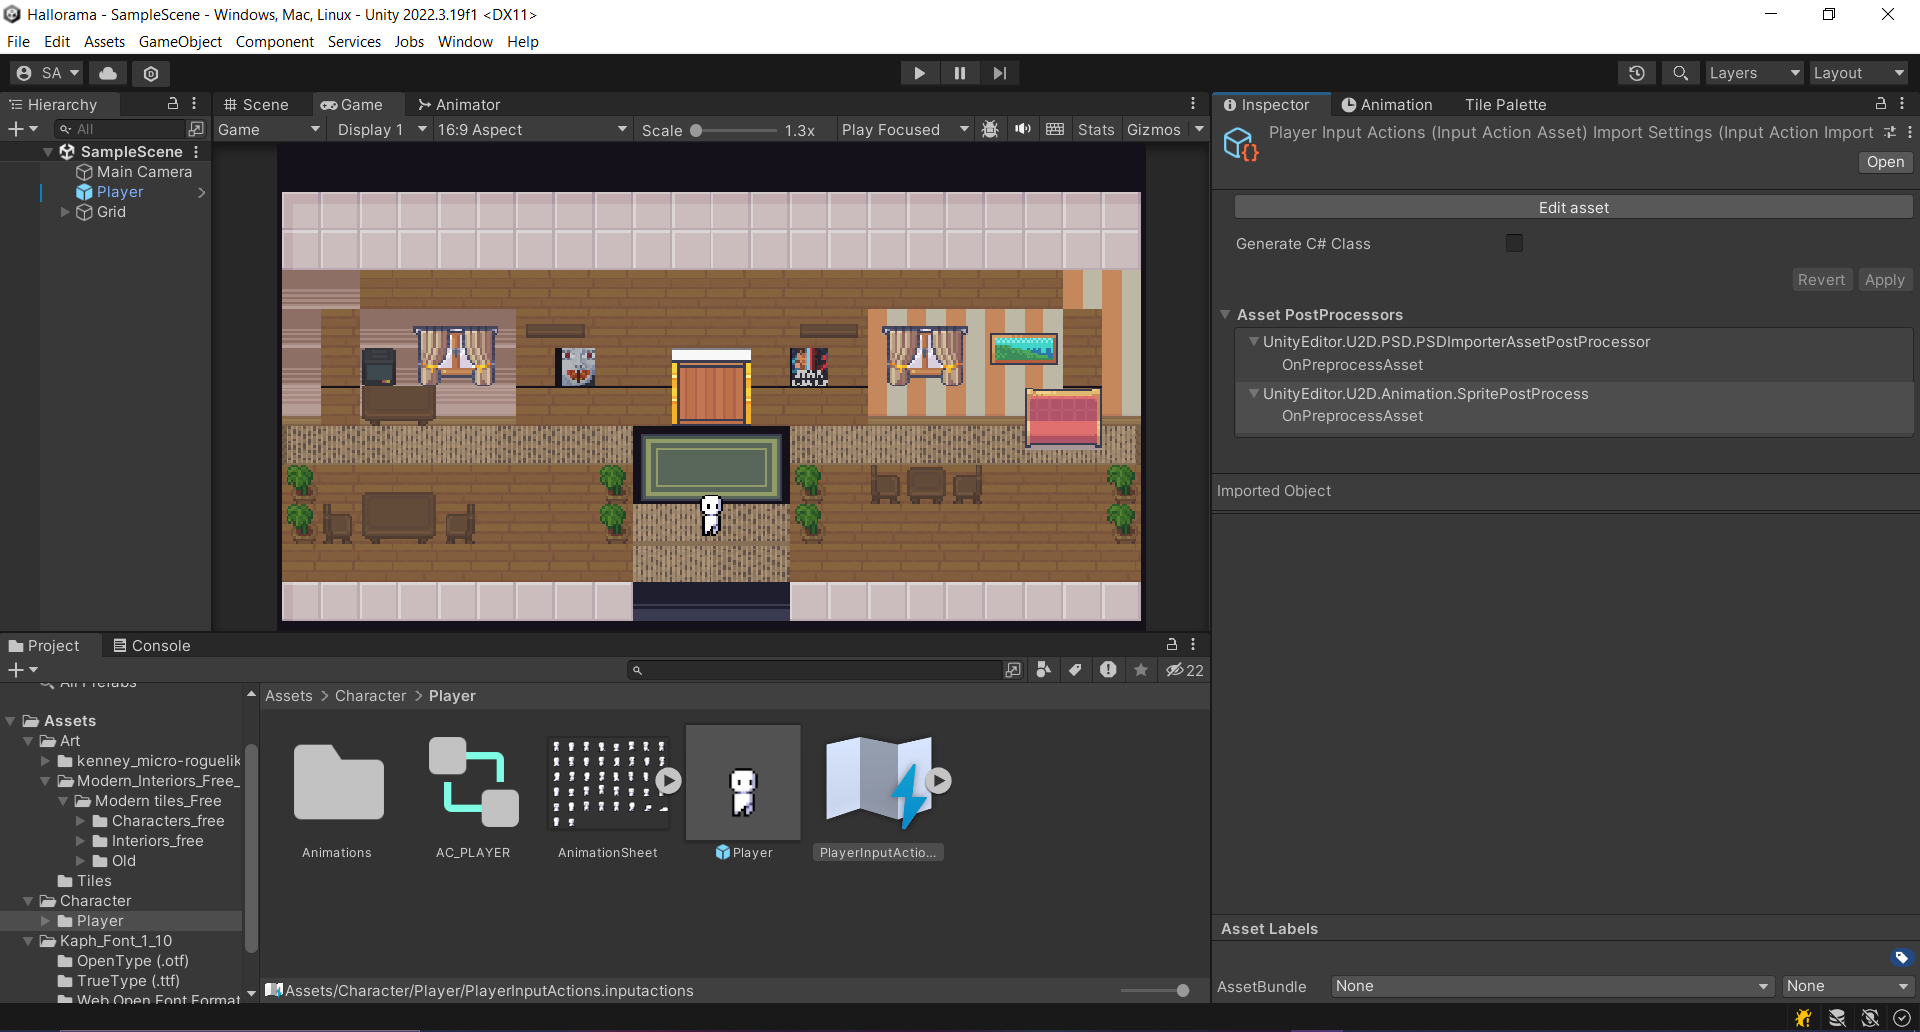 Hallorama - SampleScene - Windows, Mac, Linux - Unity 2022.3.19f1 <DX11>
File Edit Assets GameObject Component Services Jobs Window Help
SA
Layers
Layout
Hierarchy
Scene
Game
Animator
Inspector
Animation
Tile Palette
All
Game
Display 1
16:9 Aspect
Scale
1.3x
Play Focused
Stats
Gizmos
SampleScene
Main Camera
Player
Grid
Player Input Actions (Input Action Asset) Import Settings (Input Action Import
Open
Edit asset
Generate C# Class
Revert
Apply
Asset PostProcessors
UnityEditor.U2D.PSD.PSDImporterAssetPostProcessor
OnPreprocessAsset
UnityEditor.U2D.Animation.SpritePostProcess
OnPreprocessAsset
Imported Object
Project
Console
22
All Prefabs
Assets
Art
kenney_micro-roguelik
Modern_Interiors_Free_
Modern tiles_Free
Characters_free
Interiors_free
Old
Tiles
Character
Player
Kaph_Font_1_10
OpenType (.otf)
TrueType (.ttf)
Web Open Font Format
Assets > Character > Player
Animations
AC_PLAYER
AnimationSheet
Player
PlayerInputActio...
Assets/Character/Player/PlayerInputActions.inputactions
Asset Labels
AssetBundle
None
None